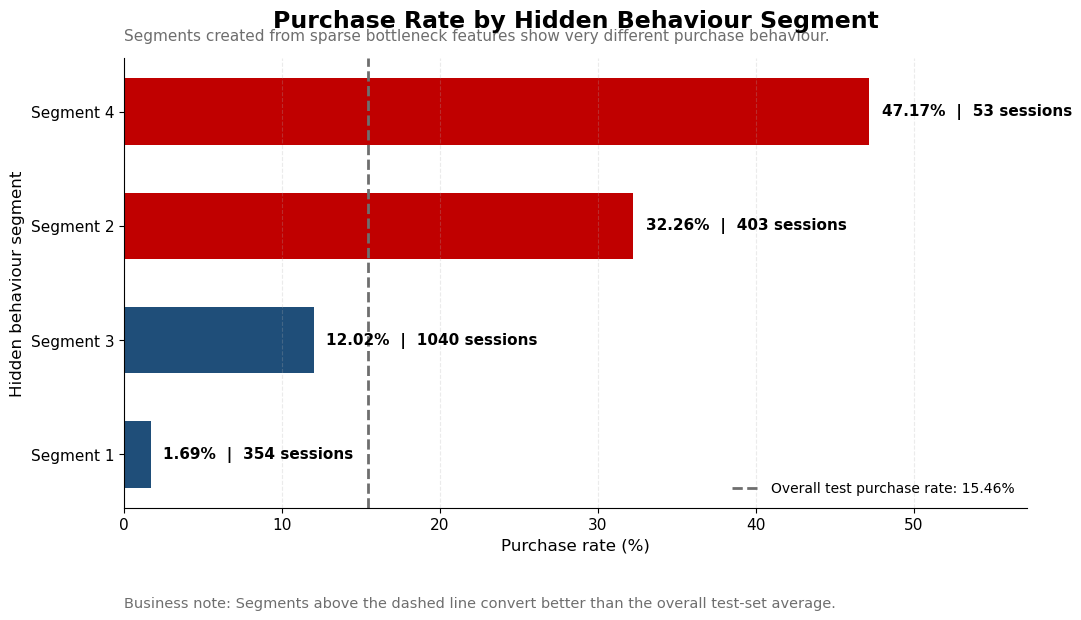 Purchase Rate by Hidden Behaviour Segment
Segments created from sparse bottleneck features show very different purchase behaviour.
Hidden behaviour segment
Segment 4
47.17% | 53 sessions
Segment 2
32.26% | 403 sessions
Segment 3
12.02% | 1040 sessions
Segment 1
1.69% | 354 sessions
Overall test purchase rate: 15.46%
0 10 20 30 40 50
Purchase rate (%)
Business note: Segments above the dashed line convert better than the overall test-set average.